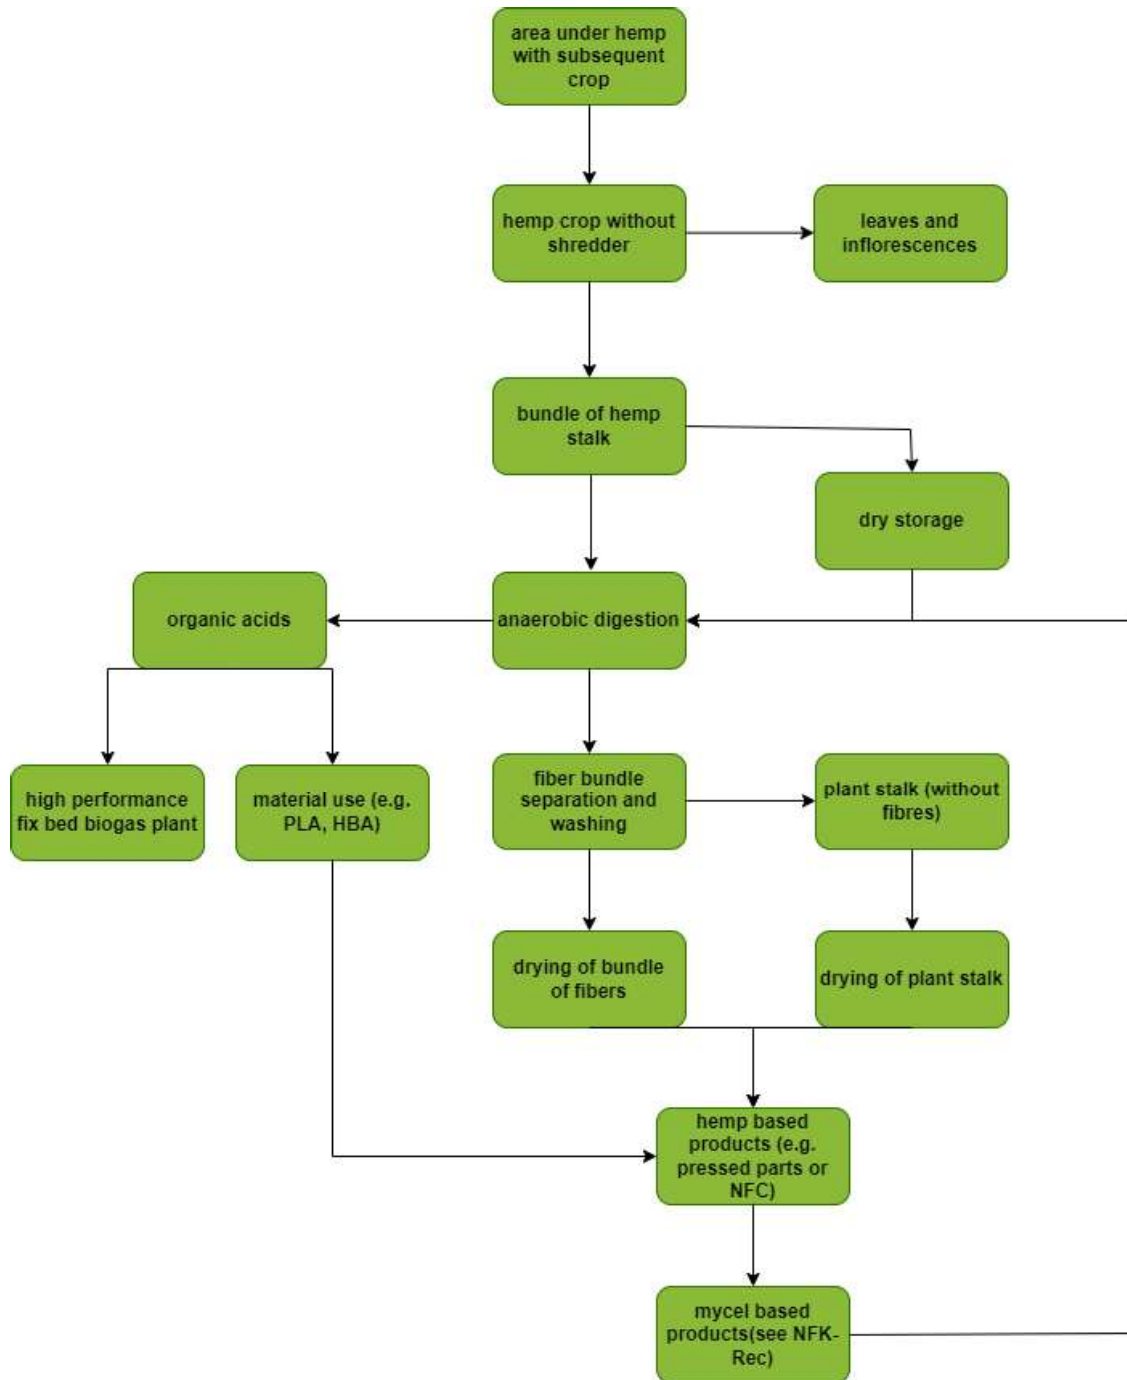 area under hemp
with subsequent
crop
hemp crop without
shredder
leaves and
inflorescences
bundle of hemp
stalk
dry storage
organic acids
anaerobic digestion
high performance
fix bed biogas plant
material use (e.g.
PLA, HBA)
fiber bundle
separation and
washing
plant stalk (without
fibres)
drying of bundle
of fibers
drying of plant stalk
hemp based
products (e.g.
pressed parts or
NFC)
mycel based
products(see NFK-
Rec)